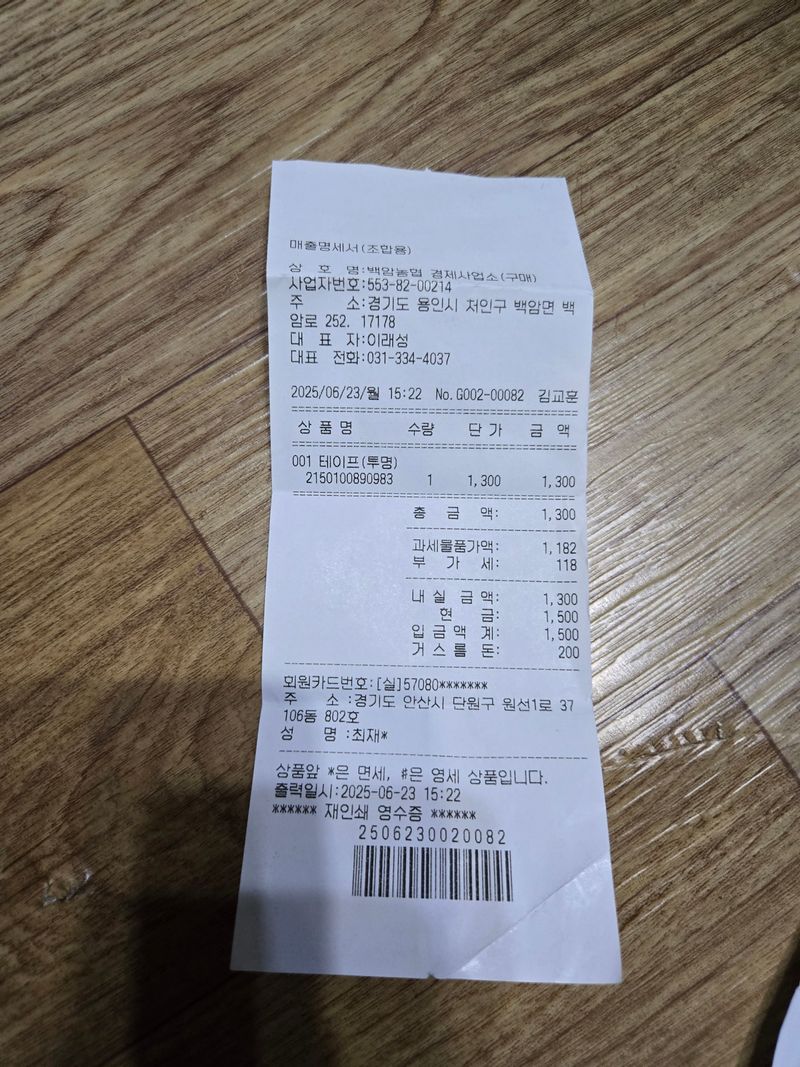 매출명세서(조합용)
상 호 명:백암농협 경제사업소(구매)
사업자번호:553-82-00214
주 소:경기도 용인시 처인구 백암면 백
암로 252. 17178
대 표 자:이래성
대표 전화:031-334-4037
2025/06/23/월 15:22 No.G002-00082 김교훈
상 품 명 수량 단 가 금 액
001 테이프(투명)
2150100890983 1 1,300 1,300
총 금 액: 1,300
과세물품가액: 1,182
부 가 세: 118
내 실 금 액: 1,300
현 금: 1,500
입 금 액 계: 1,500
거 스 름 돈: 200
회원카드번호:[실]57080*******
주 소 :경기도 안산시 단원구 원선1로 37
106동 802호
성 명 :최재*
상품앞 *은 면세, #은 영세 상품입니다.
출력일시:2025-06-23 15:22
****** 재인쇄 영수증 ******
2506230020082